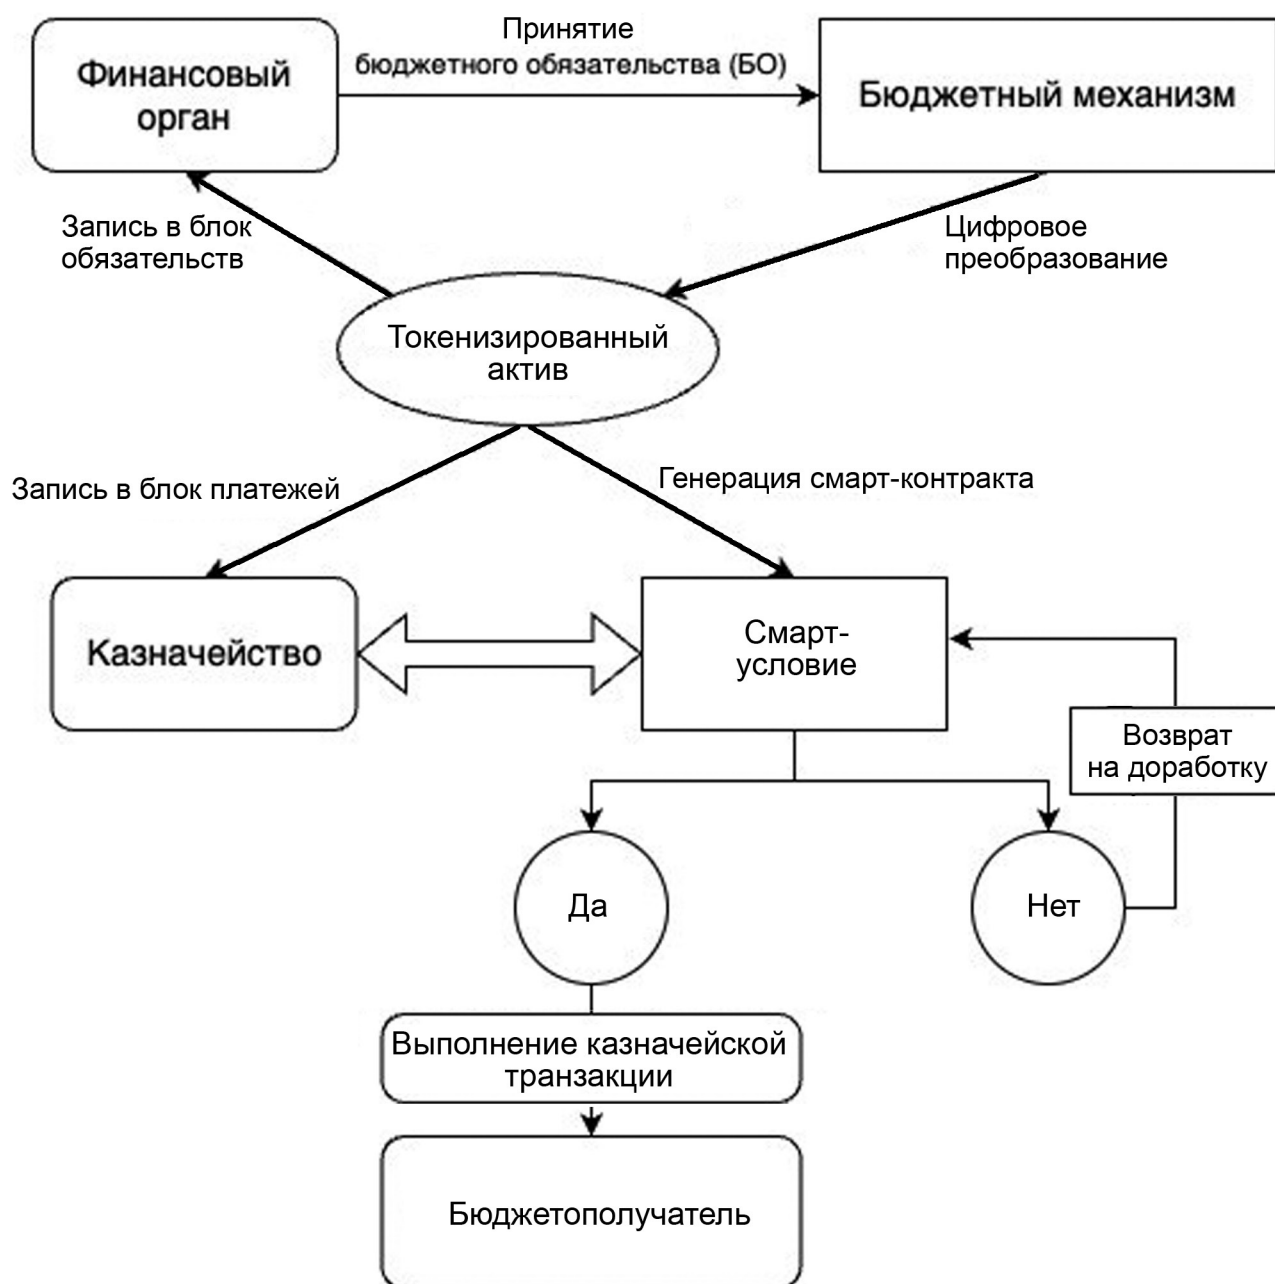 Принятие
бюджетного обязательства (БО)
Финансовый
орган
Бюджетный механизм
Запись в блок
обязательств
Цифровое
преобразование
Токенизированный
актив
Запись в блок платежей
Генерация смарт-контракта
Казначейство
Смарт-
условие
Возврат
на доработку
Да
Нет
Выполнение казначейской
транзакции
Бюджетополучатель